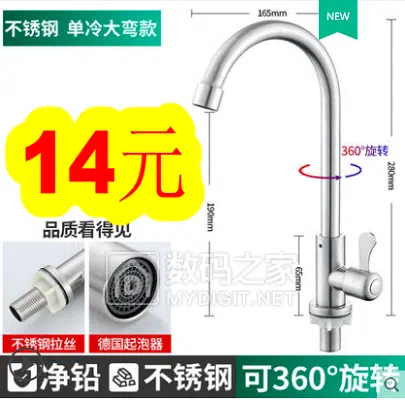 不锈钢 单冷大弯款
NEW
165mm
14元
360°旋转
280mm
190mm
65mm
品质看得见
数码之家
MYDIGIT.NET
不锈钢拉丝
德国起泡器
净铅 不锈钢 可360°旋转